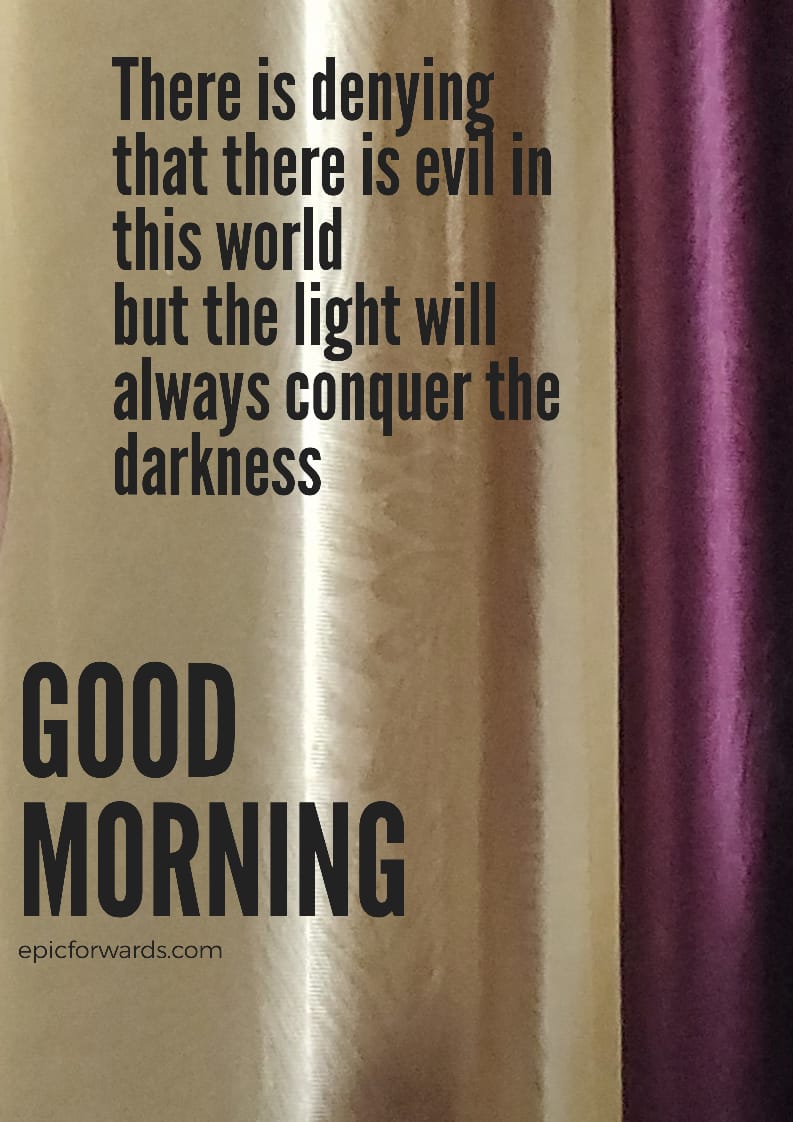 There is denying
that there is evil in
this world
but the light will
always conquer the
darkness
GOOD
MORNING
epicforwards.com